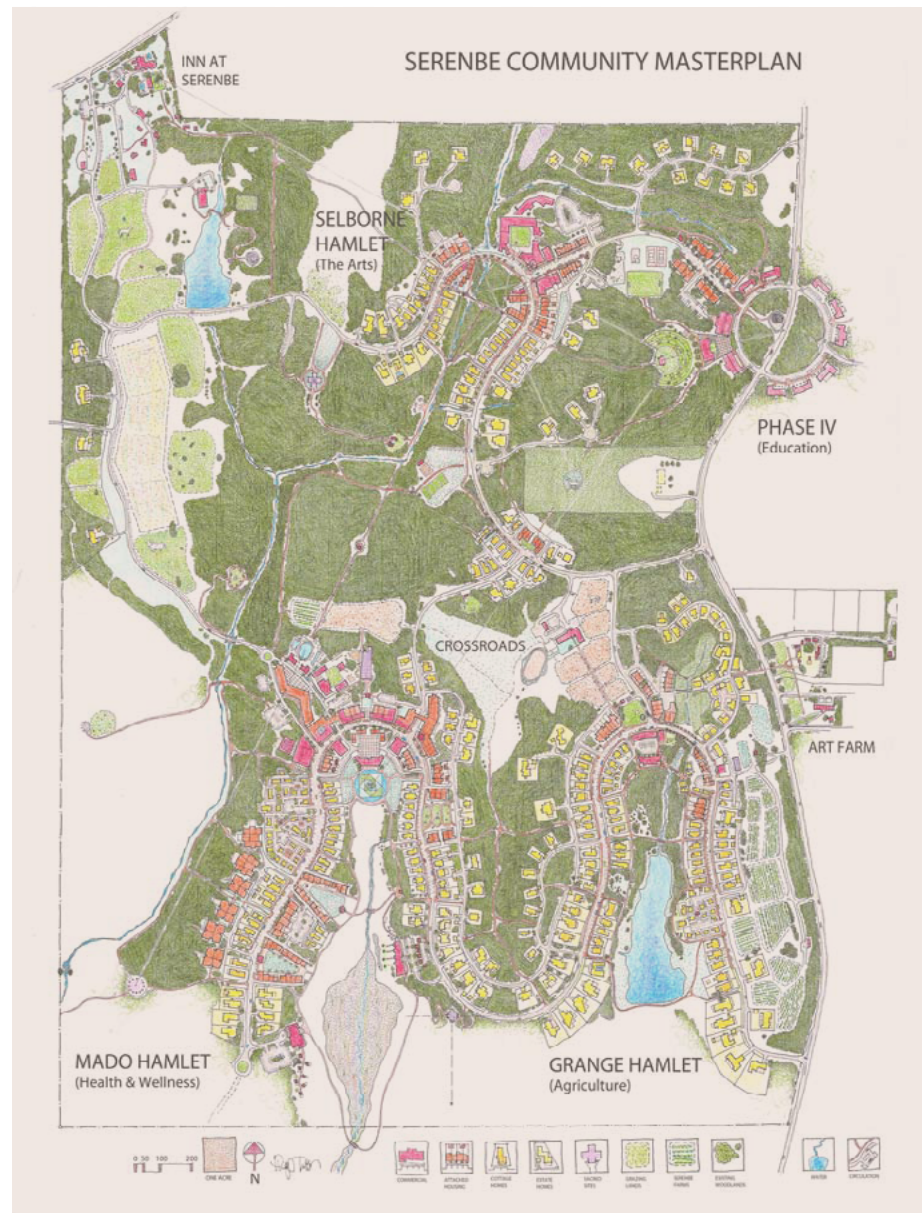 SERENBE COMMUNITY MASTERPLAN
INN AT
SERENBE
SELBORNE
HAMLET
(The Arts)
PHASE IV
(Education)
CROSSROADS
ART FARM
MADO HAMLET
(Health & Wellness)
GRANGE HAMLET
(Agriculture)
0 50 100 200
ONE ACRE
N
COMMERCIAL
ATTACHED
HOUSING
COTTAGE
HOMES
ESTATE
HOMES
SACRED
SITES
GRAZING
LANDS
SERENBE
FARMS
EXISTING
WOODLANDS
WATER
CIRCULATION